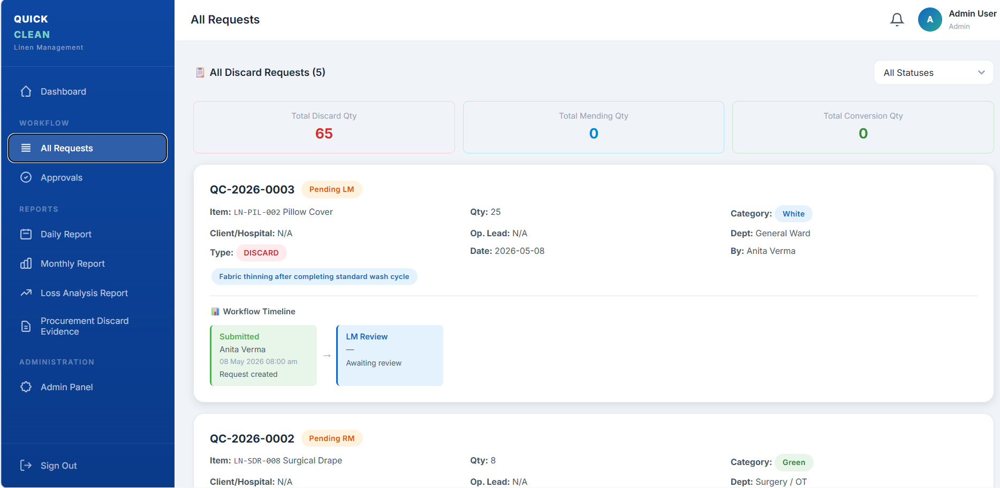 QUICK
CLEAN
Linen Management
Dashboard
WORKFLOW
All Requests
Approvals
REPORTS
Daily Report
Monthly Report
Loss Analysis Report
Procurement Discard
Evidence
ADMINISTRATION
Admin Panel
Sign Out
All Requests
A
Admin User
Admin
All Discard Requests (5)
All Statuses
Total Discard Qty
65
Total Mending Qty
0
Total Conversion Qty
0
QC-2026-0003 Pending LM
Item: LN-PIL-002 Pillow Cover
Qty: 25
Category: White
Client/Hospital: N/A
Op. Lead: N/A
Dept: General Ward
Type: DISCARD
Date: 2026-05-08
By: Anita Verma
Fabric thinning after completing standard wash cycle
Workflow Timeline
Submitted
Anita Verma
08 May 2026 08:00 am
Request created
→
LM Review
—
Awaiting review
QC-2026-0002 Pending RM
Item: LN-SDR-008 Surgical Drape
Qty: 8
Category: Green
Client/Hospital: N/A
Op. Lead: N/A
Dept: Surgery / OT